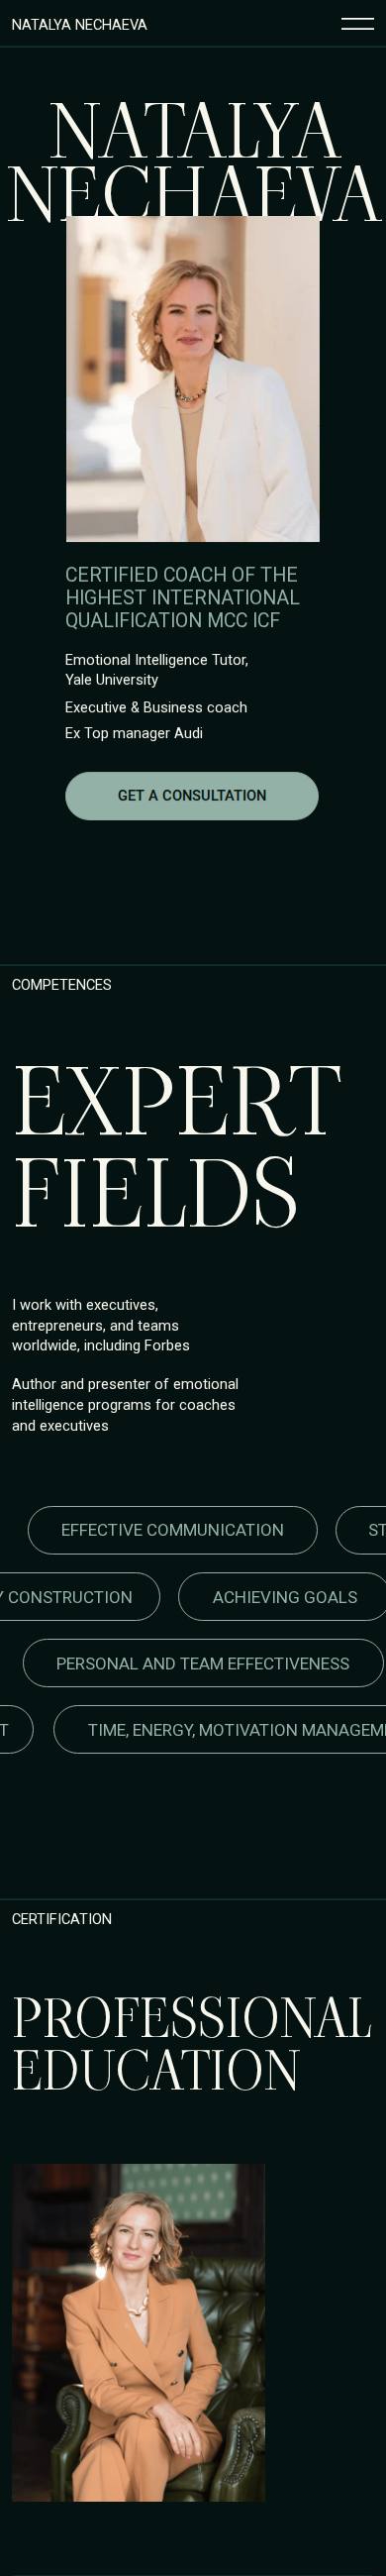 NATALYA NECHAEVA
NATALYA
NECHAEVA
CERTIFIED COACH OF THE
HIGHEST INTERNATIONAL
QUALIFICATION MCC ICF
Emotional Intelligence Tutor,
Yale University
Executive & Business coach
Ex Top manager Audi
GET A CONSULTATION
COMPETENCES
EXPERT
FIELDS
I work with executives,
entrepreneurs, and teams
worldwide, including Forbes
Author and presenter of emotional
intelligence programs for coaches
and executives
EFFECTIVE COMMUNICATION ST
Y CONSTRUCTION ACHIEVING GOALS
PERSONAL AND TEAM EFFECTIVENESS
T TIME, ENERGY, MOTIVATION MANAGEM
CERTIFICATION
PROFESSIONAL
EDUCATION